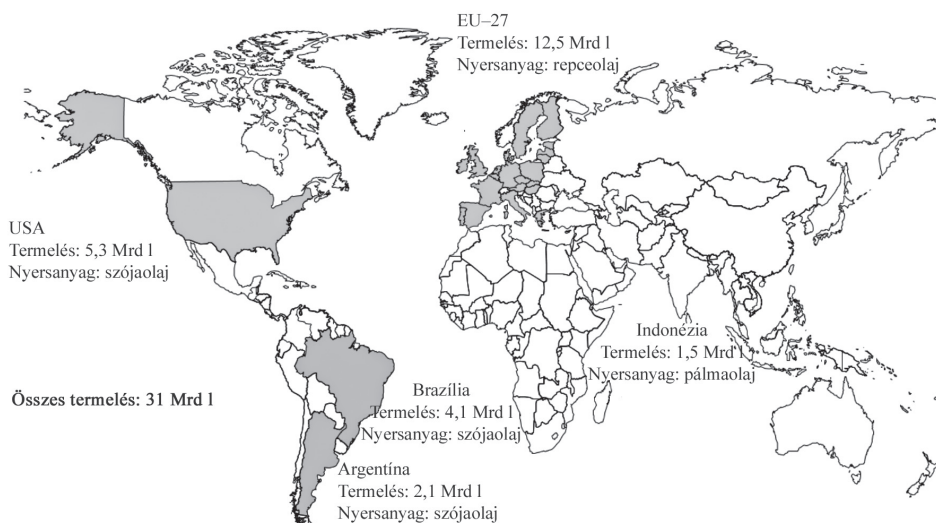 EU–27
Termelés: 12,5 Mrd l
Nyersanyag: repceolaj
USA
Termelés: 5,3 Mrd l
Nyersanyag: szójaolaj
Indonézia
Termelés: 1,5 Mrd l
Nyersanyag: pálmaolaj
Brazília
Termelés: 4,1 Mrd l
Nyersanyag: szójaolaj
Összes termelés: 31 Mrd l
Argentína
Termelés: 2,1 Mrd l
Nyersanyag: szójaolaj